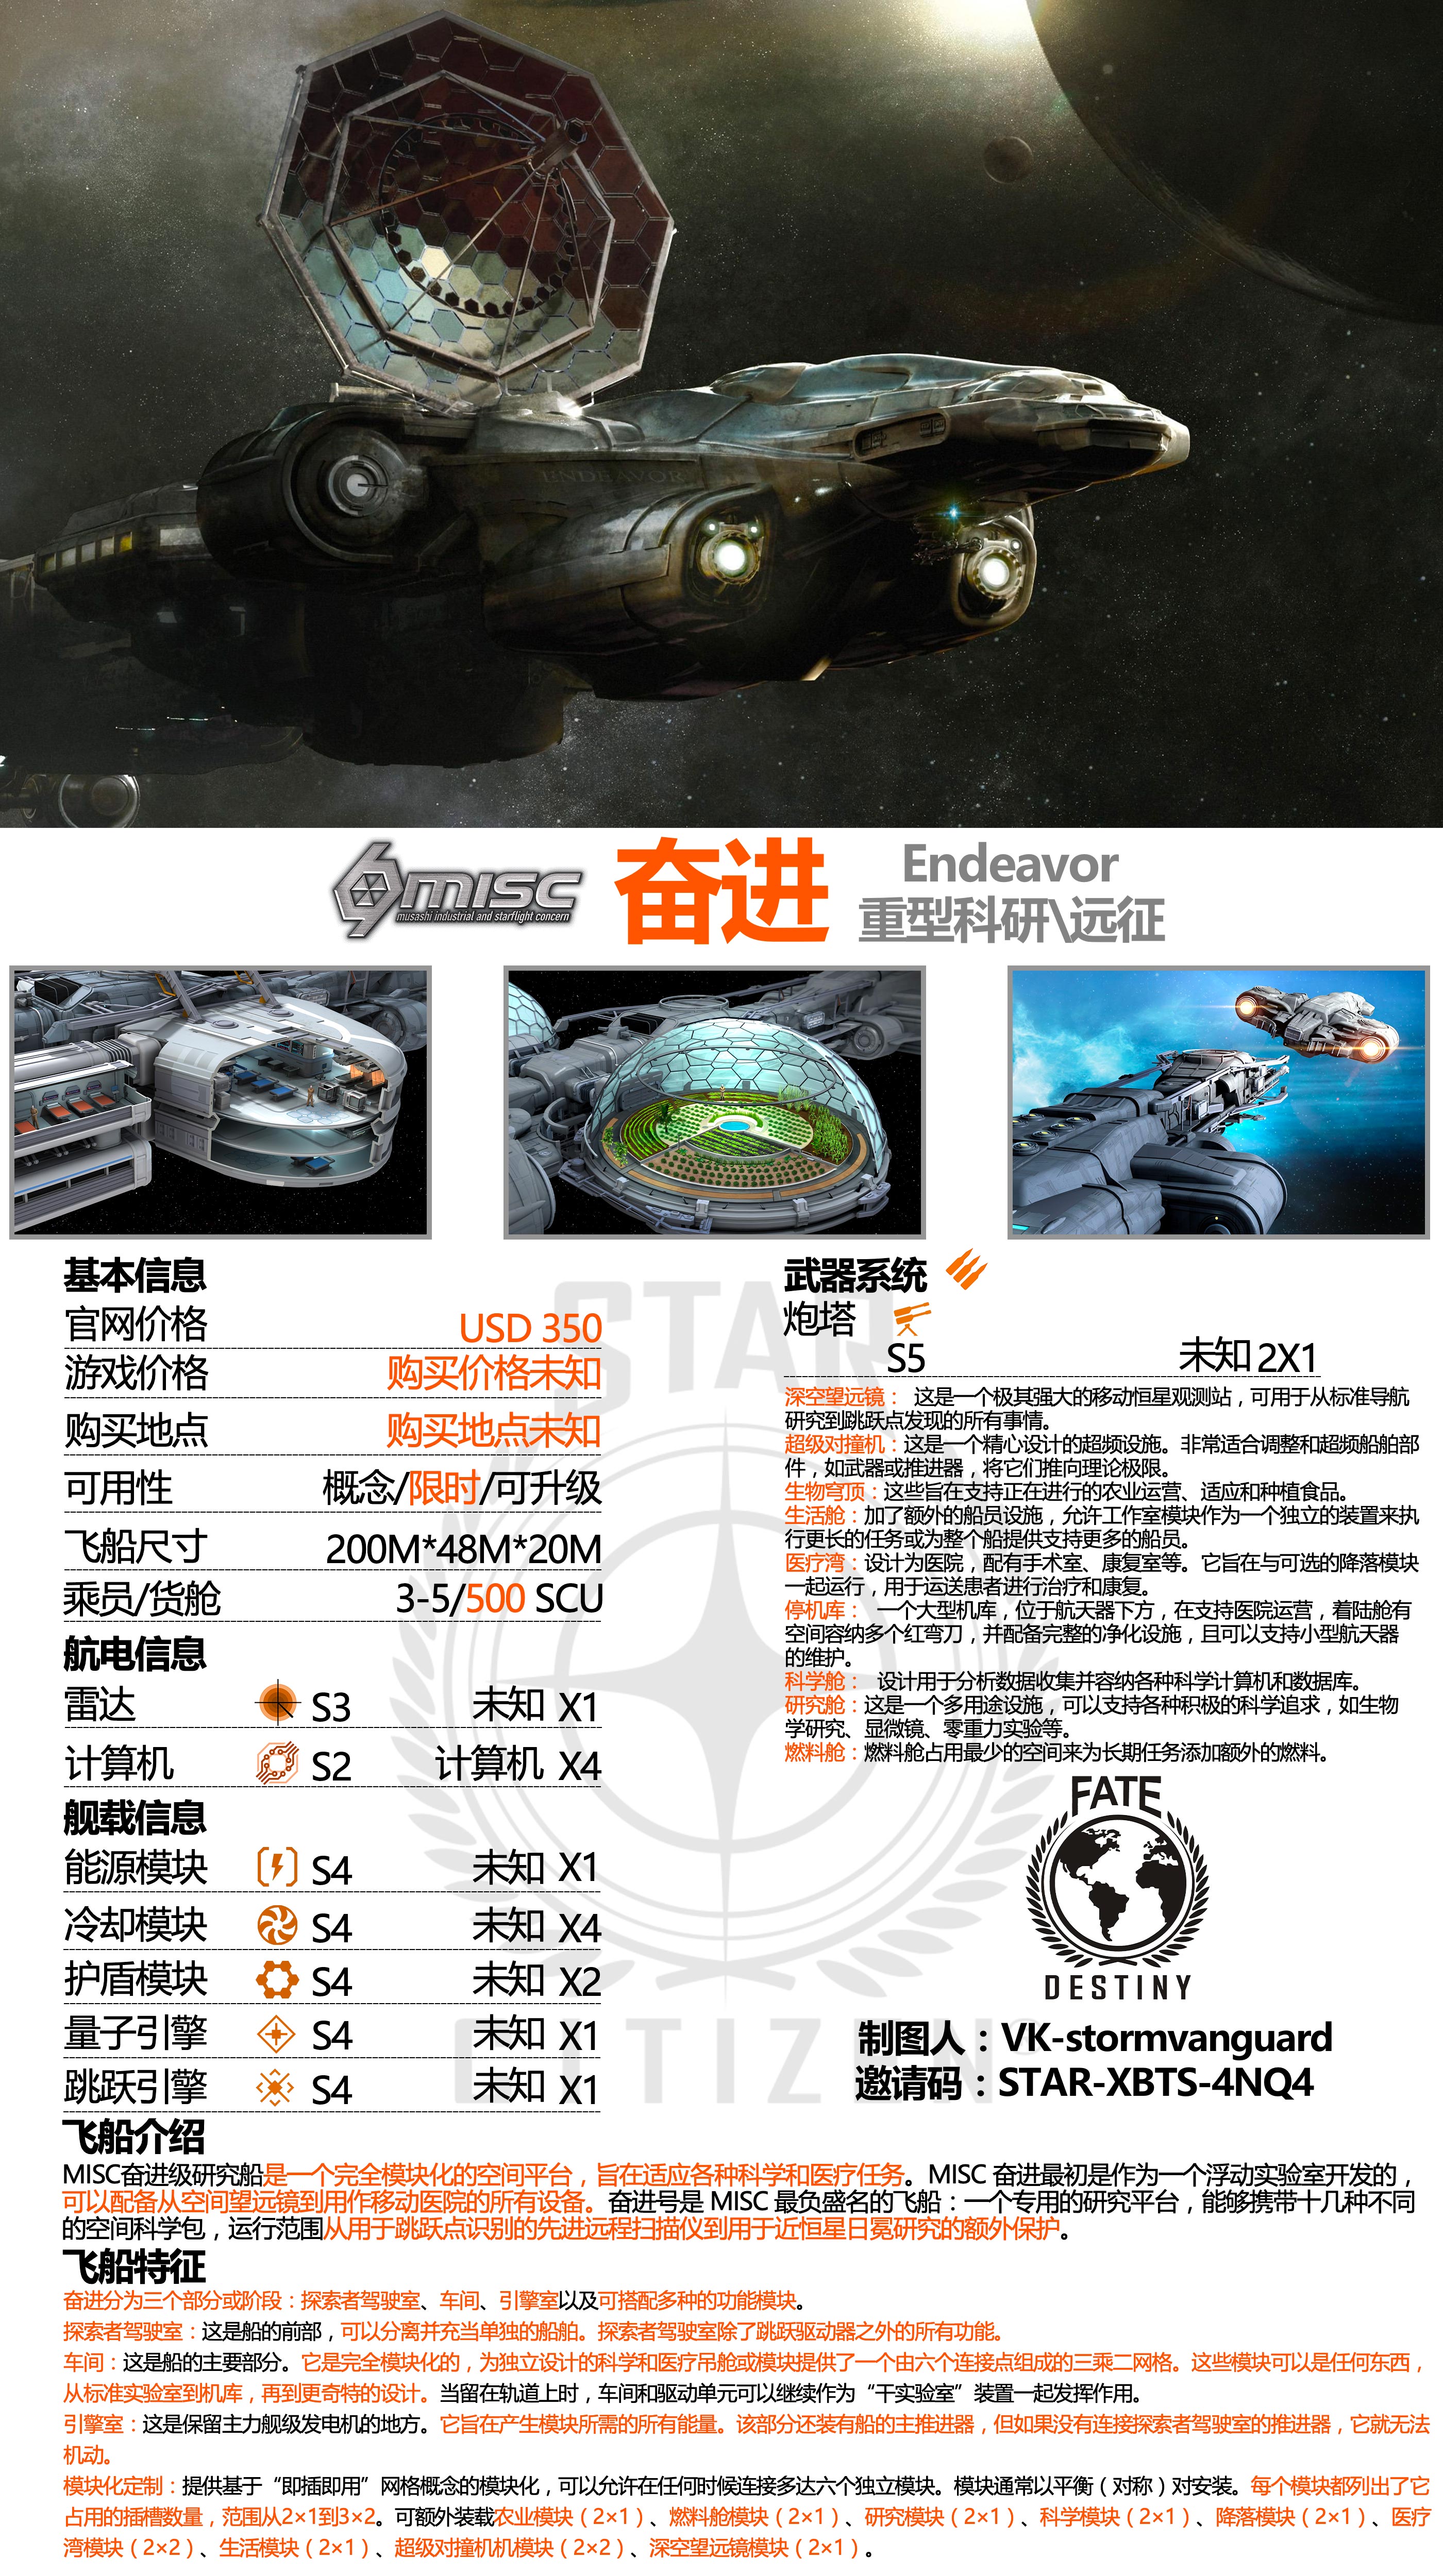 ENDEAVOR
MISC
musashi industrial and starflight concern
奋进
Endeavor
重型科研\远征
基本信息
官网价格 USD 350
游戏价格 购买价格未知
购买地点 购买地点未知
可用性 概念/限时/可升级
飞船尺寸 200M*48M*20M
乘员/货舱 3-5/500 SCU
航电信息
雷达 S3 未知 X1
计算机 S2 计算机 X4
舰载信息
能源模块 S4 未知 X1
冷却模块 S4 未知 X4
护盾模块 S4 未知 X2
量子引擎 S4 未知 X1
跳跃引擎 S4 未知 X1
武器系统
炮塔
S5 未知 2X1
深空望远镜： 这是一个极其强大的移动恒星观测站，可用于从标准导航
研究到跳跃点发现的所有事情。
超级对撞机：这是一个精心设计的超频设施。非常适合调整和超频船舶部
件，如武器或推进器，将它们推向理论极限。
生物穹顶：这些旨在支持正在进行的农业运营、适应和种植食品。
生活舱：加了额外的船员设施，允许工作室模块作为一个独立的装置来执
行更长的任务或为整个船提供支持更多的船员。
医疗湾：设计为医院，配有手术室、康复室等。它旨在与可选的降落模块
一起运行，用于运送患者进行治疗和康复。
停机库： 一个大型机库，位于航天器下方，在支持医院运营，着陆舱有
空间容纳多个红弯刀，并配备完整的净化设施，且可以支持小型航天器
的维护。
科学舱： 设计用于分析数据收集并容纳各种科学计算机和数据库。
研究舱：这是一个多用途设施，可以支持各种积极的科学追求，如生物
学研究、显微镜、零重力实验等。
燃料舱：燃料舱占用最少的空间来为长期任务添加额外的燃料。
STAR
CITIZEN
FATE
DESTINY
制图人：VK-stormvanguard
邀请码：STAR-XBTS-4NQ4
飞船介绍
MISC奋进级研究船是一个完全模块化的空间平台，旨在适应各种科学和医疗任务。MISC 奋进最初是作为一个浮动实验室开发的，
可以配备从空间望远镜到用作移动医院的所有设备。奋进号是 MISC 最负盛名的飞船：一个专用的研究平台，能够携带十几种不同
的空间科学包，运行范围从用于跳跃点识别的先进远程扫描仪到用于近恒星日冕研究的额外保护。
飞船特征
奋进分为三个部分或阶段：探索者驾驶室、车间、引擎室以及可搭配多种的功能模块。
探索者驾驶室：这是船的前部，可以分离并充当单独的船舶。探索者驾驶室除了跳跃驱动器之外的所有功能。
车间：这是船的主要部分。它是完全模块化的，为独立设计的科学和医疗吊舱或模块提供了一个由六个连接点组成的三乘二网格。这些模块可以是任何东西，
从标准实验室到机库，再到更奇特的设计。当留在轨道上时，车间和驱动单元可以继续作为“干实验室”装置一起发挥作用。
引擎室：这是保留主力舰级发电机的地方。它旨在产生模块所需的所有能量。该部分还装有船的主推进器，但如果没有连接探索者驾驶室的推进器，它就无法
机动。
模块化定制：提供基于“即插即用”网格概念的模块化，可以允许在任何时候连接多达六个独立模块。模块通常以平衡（对称）对安装。每个模块都列出了它
占用的插槽数量，范围从2×1到3×2。可额外装载农业模块（2×1）、燃料舱模块（2×1）、研究模块（2×1）、科学模块（2×1）、降落模块（2×1）、医疗
湾模块（2×2）、生活模块（2×1）、超级对撞机机模块（2×2）、深空望远镜模块（2×1）。